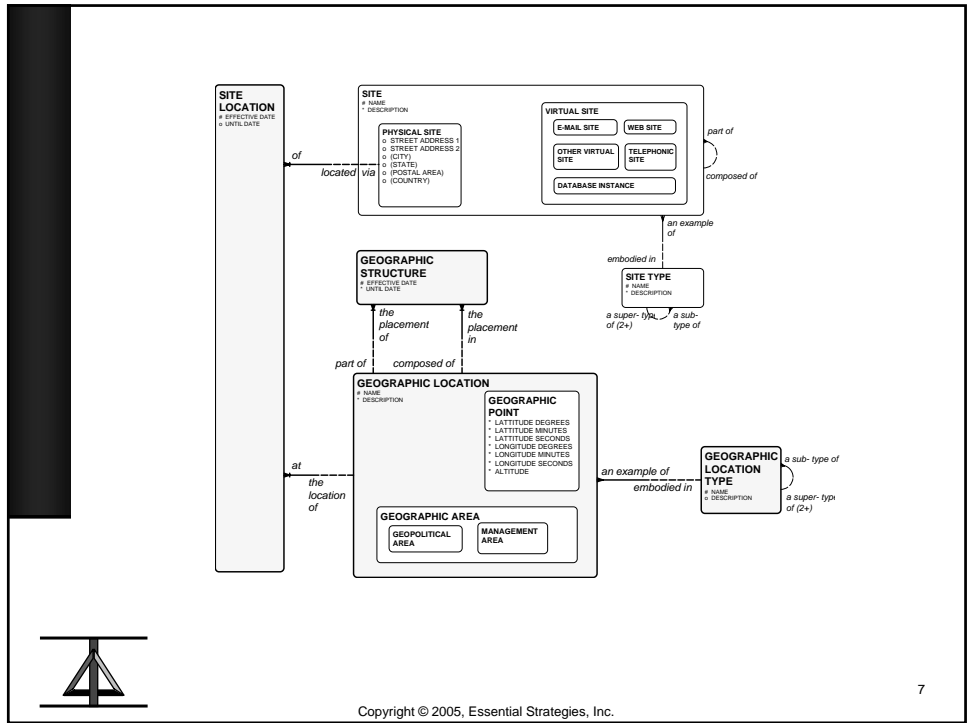 SITE
LOCATION
# EFFECTIVE DATE
o UNTIL DATE
SITE
# NAME
* DESCRIPTION
PHYSICAL SITE
o STREET ADDRESS 1
o STREET ADDRESS 2
o (CITY)
o (STATE)
o (POSTAL AREA)
o (COUNTRY)
VIRTUAL SITE
E-MAIL SITE
WEB SITE
OTHER VIRTUAL
SITE
TELEPHONIC
SITE
DATABASE INSTANCE
part of
composed of
of
located via
an example
of
embodied in
SITE TYPE
# NAME
* DESCRIPTION
a super- type
of (2+)
a sub-
type of
GEOGRAPHIC
STRUCTURE
# EFFECTIVE DATE
* UNTIL DATE
the
placement
of
the
placement
in
part of
composed of
GEOGRAPHIC LOCATION
# NAME
* DESCRIPTION
GEOGRAPHIC
POINT
* LATTITUDE DEGREES
* LATTITUDE MINUTES
* LATTITUDE SECONDS
* LONGITUDE DEGREES
* LONGITUDE MINUTES
* LONGITUDE SECONDS
* ALTITUDE
at
the
location
of
an example of
embodied in
GEOGRAPHIC
LOCATION
TYPE
# NAME
o DESCRIPTION
a sub- type of
a super- type
of (2+)
GEOGRAPHIC AREA
GEOPOLITICAL
AREA
MANAGEMENT
AREA
7
Copyright © 2005, Essential Strategies, Inc.